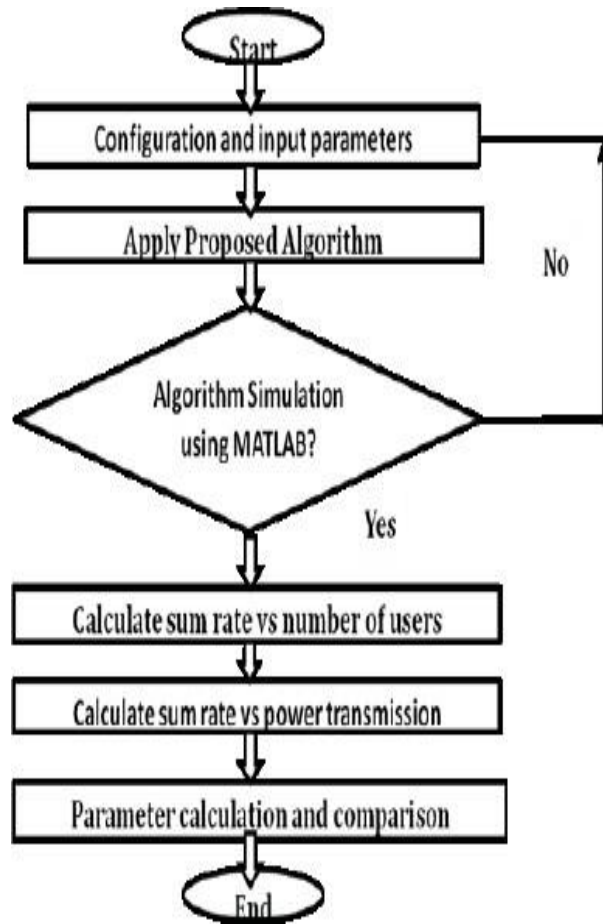 Start
Configuration and input parameters
Apply Proposed Algorithm
No
Algorithm Simulation
using MATLAB?
Yes
Calculate sum rate vs number of users
Calculate sum rate vs power transmission
Parameter calculation and comparison
End